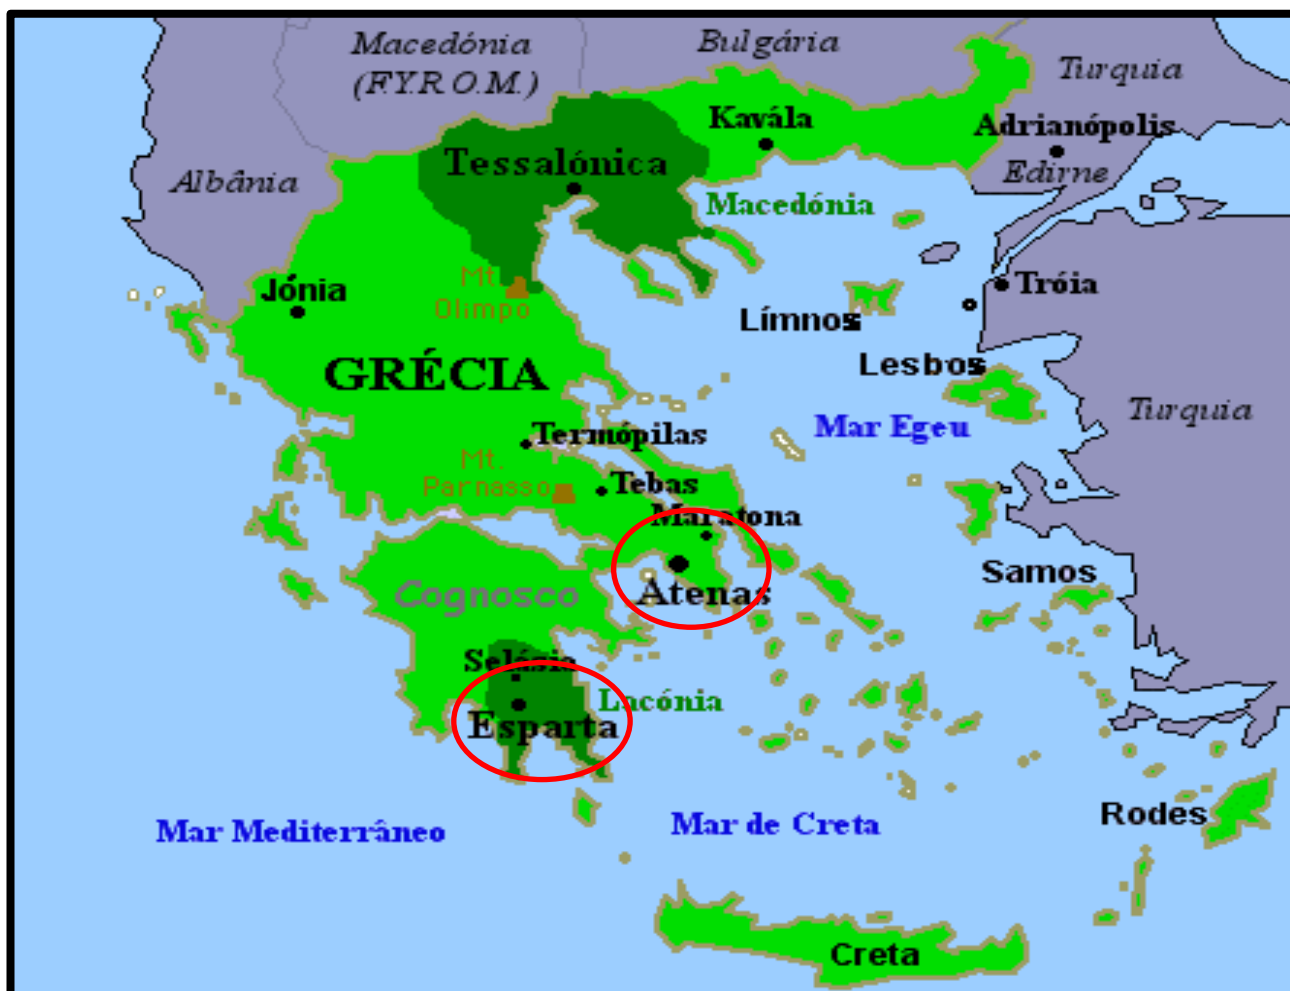 Macedónia
(F.Y.R.O.M.)
Bulgária
Turquia
Kavála
Adrianópolis
Edirne
Tessalónica
Albânia
Macedónia
Mt.
Olimpo
Jónia
Tróia
Límnos
GRÉCIA
Lesbos
Turquia
Mar Egeu
Termópilas
Mt.
Parnasso
Tebas
Maratona
Samos
Atenas
Cognosco
Selásia
Lacónia
Esparta
Rodes
Mar Mediterrâneo
Mar de Creta
Creta